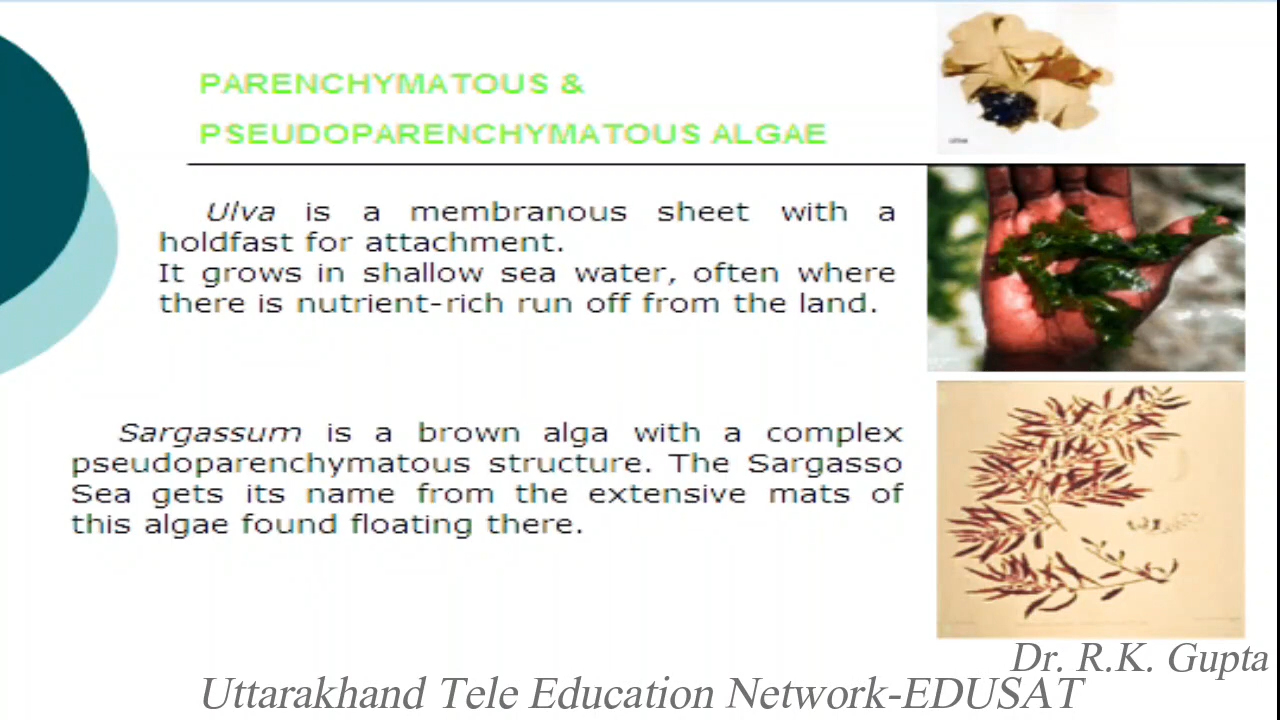 PARENCHYMATOUS &
PSEUDOPARENCHYMATOUS ALGAE
Ulva is a membranous sheet with a
holdfast for attachment.
It grows in shallow sea water, often where
there is nutrient-rich run off from the land.
Sargassum is a brown alga with a complex
pseudoparenchymatous structure. The Sargasso
Sea gets its name from the extensive mats of
this algae found floating there.
Dr. R.K. Gupta
Uttarakhand Tele Education Network-EDUSAT